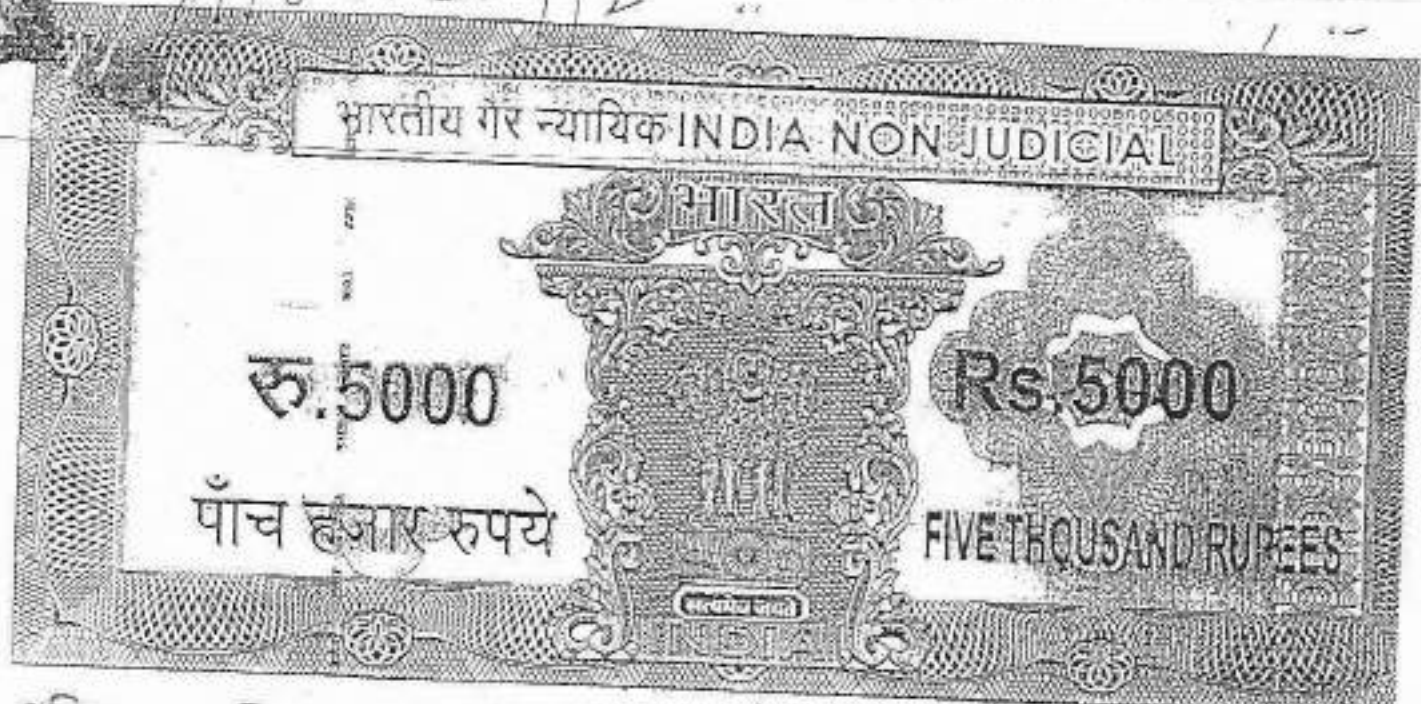 भारतीय गैर न्यायिक INDIA NON JUDICIAL
भारत
रु.5000
Rs.5000
पाँच हजार रुपये
FIVE THOUSAND RUPEES
सत्यमेव जयते
INDIA